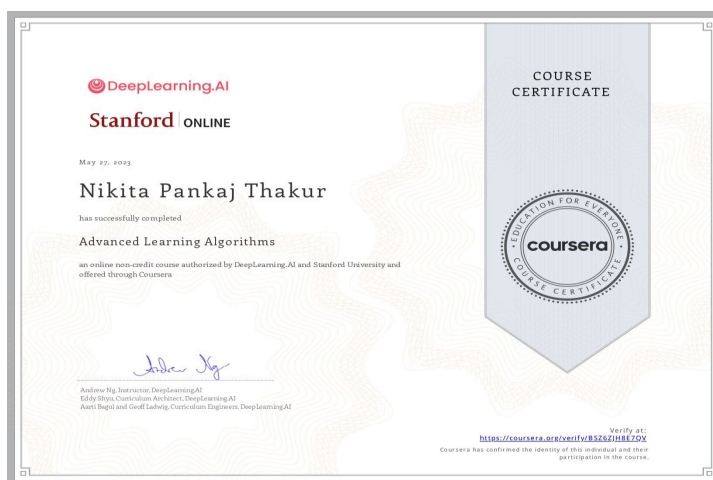 DeepLearning.AI
Stanford ONLINE
May 27, 2023
Nikita Pankaj Thakur
has successfully completed
Advanced Learning Algorithms
an online non-credit course authorized by DeepLearning.AI and Stanford University and
offered through Coursera
Andrew Ng
Andrew Ng, Instructor, DeepLearning.AI
Eddy Shyu, Curriculum Architect, DeepLearning.AI
Aarti Bagul and Geoff Ladwig, Curriculum Engineers, DeepLearning.AI
COURSE
CERTIFICATE
EDUCATION FOR EVERYONE
coursera
COURSE CERTIFICATE
Verify at:
https://coursera.org/verify/BSZ6ZJH8E7QV
Coursera has confirmed the identity of this individual and their
participation in the course.